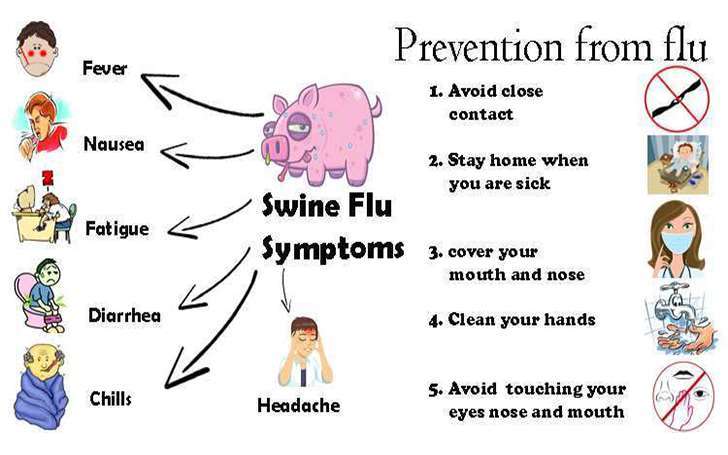 Fever
Nausea
Fatigue
Diarrhea
Chills
Swine Flu
Symptoms
Headache
Z
Prevention from flu
1. Avoid close
contact
2. Stay home when
you are sick
3. cover your
mouth and nose
4. Clean your hands
5. Avoid touching your
eyes nose and mouth